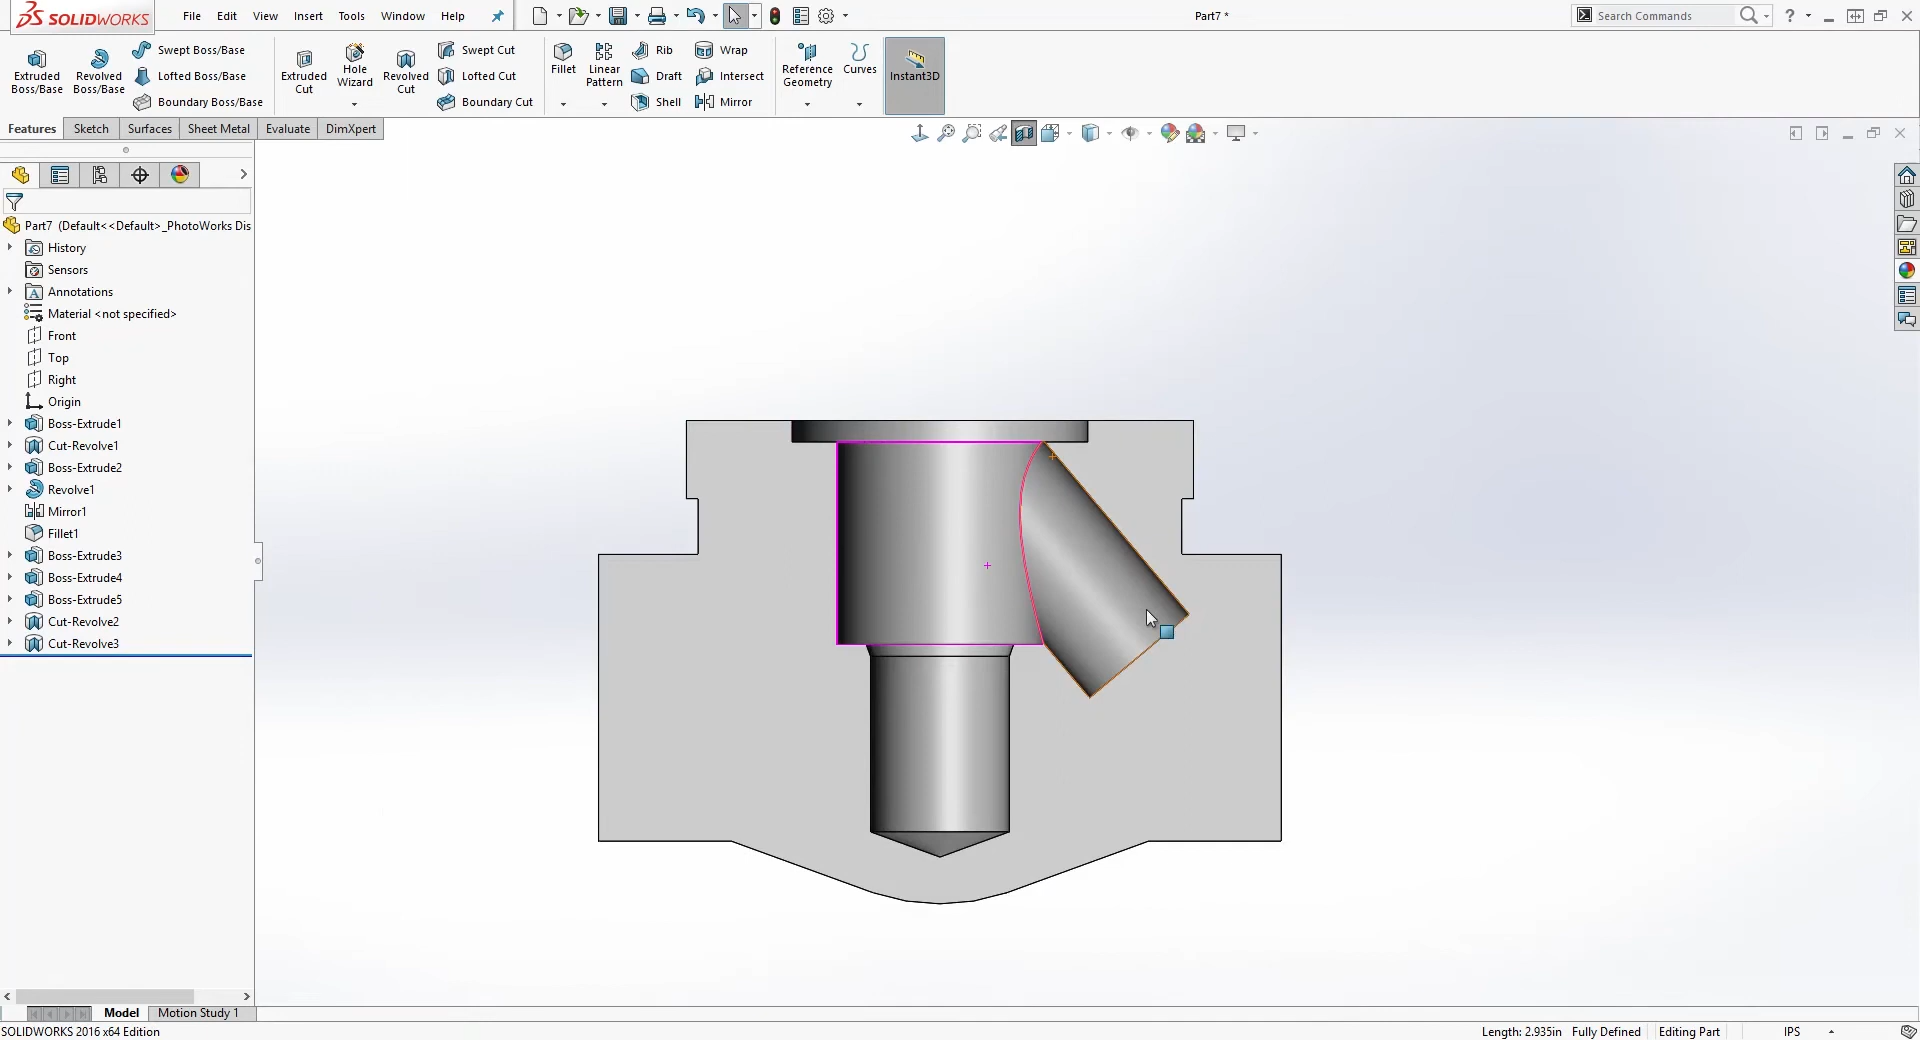 SOLIDWORKS File Edit View Insert Tools Window Help Part7 * Search Commands ?
Extruded Boss/Base
Revolved Boss/Base
Swept Boss/Base
Lofted Boss/Base
Boundary Boss/Base
Extruded Cut
Hole Wizard
Revolved Cut
Swept Cut
Lofted Cut
Boundary Cut
Fillet
Linear Pattern
Rib
Draft
Shell
Wrap
Intersect
Mirror
Reference Geometry
Curves
Instant3D
Features Sketch Surfaces Sheet Metal Evaluate DimXpert
Part7 (Default<<Default>_PhotoWorks Dis
History
Sensors
Annotations
Material <not specified>
Front
Top
Right
Origin
Boss-Extrude1
Cut-Revolve1
Boss-Extrude2
Revolve1
Mirror1
Fillet1
Boss-Extrude3
Boss-Extrude4
Boss-Extrude5
Cut-Revolve2
Cut-Revolve3
Model Motion Study 1
SOLIDWORKS 2016 x64 Edition Length: 2.935in Fully Defined Editing Part IPS